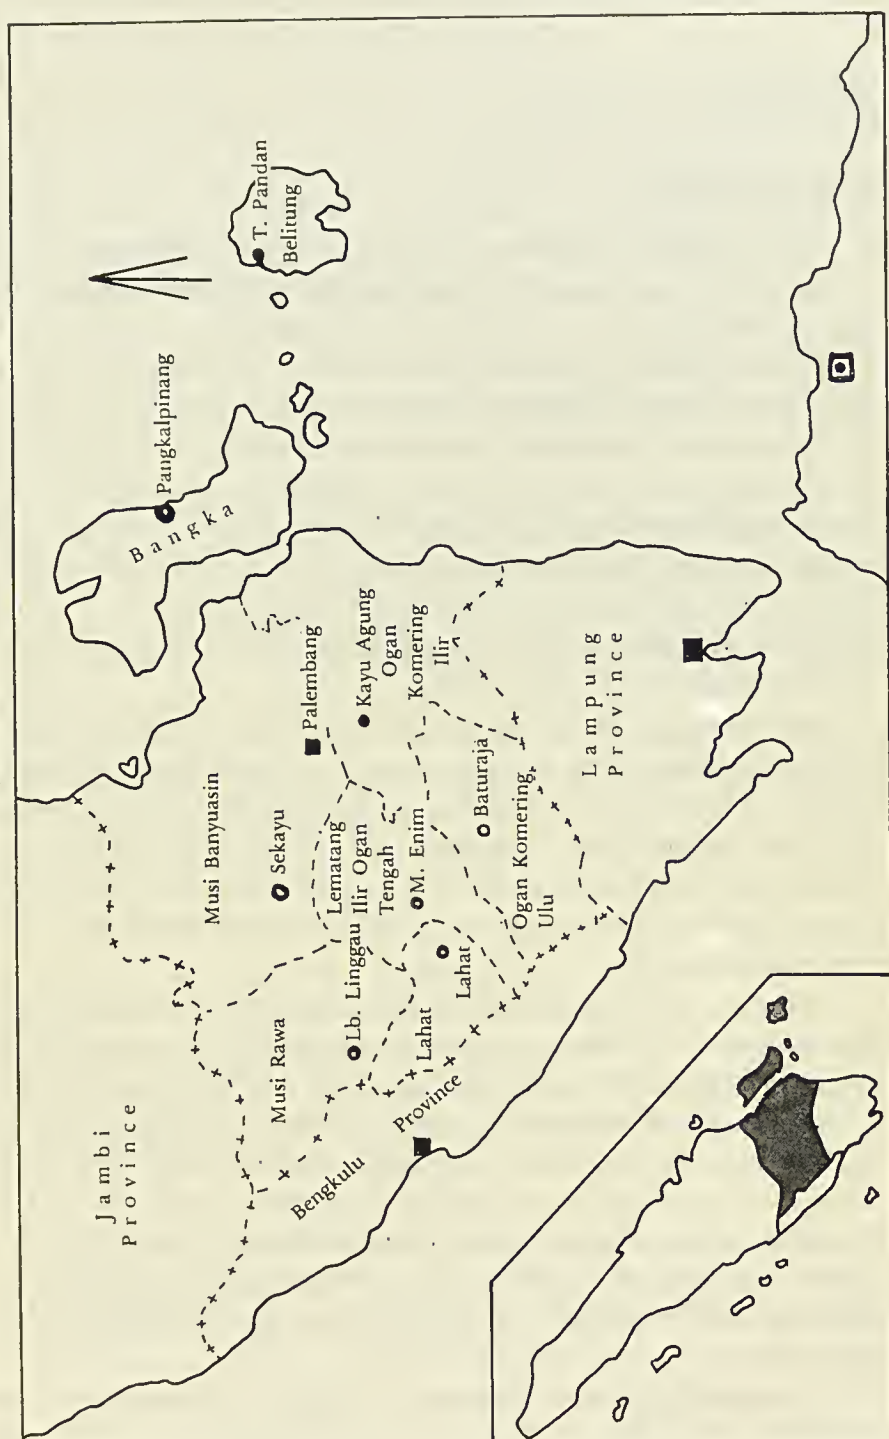 Jambi
Province
Musi Banyuasin
Bangka
Pangkalpinang
T. Pandan
Belitung
Musi Rawa
Sekayu
Palembang
Lb. Linggau
Lematang
Ilir Ogan
Tengah
Kayu Agung
Ogan
Komering
Ilir
Bengkulu
Province
Lahat
Lahat
M. Enim
Baturaja
Ogan Komering
Ulu
Lampung
Province